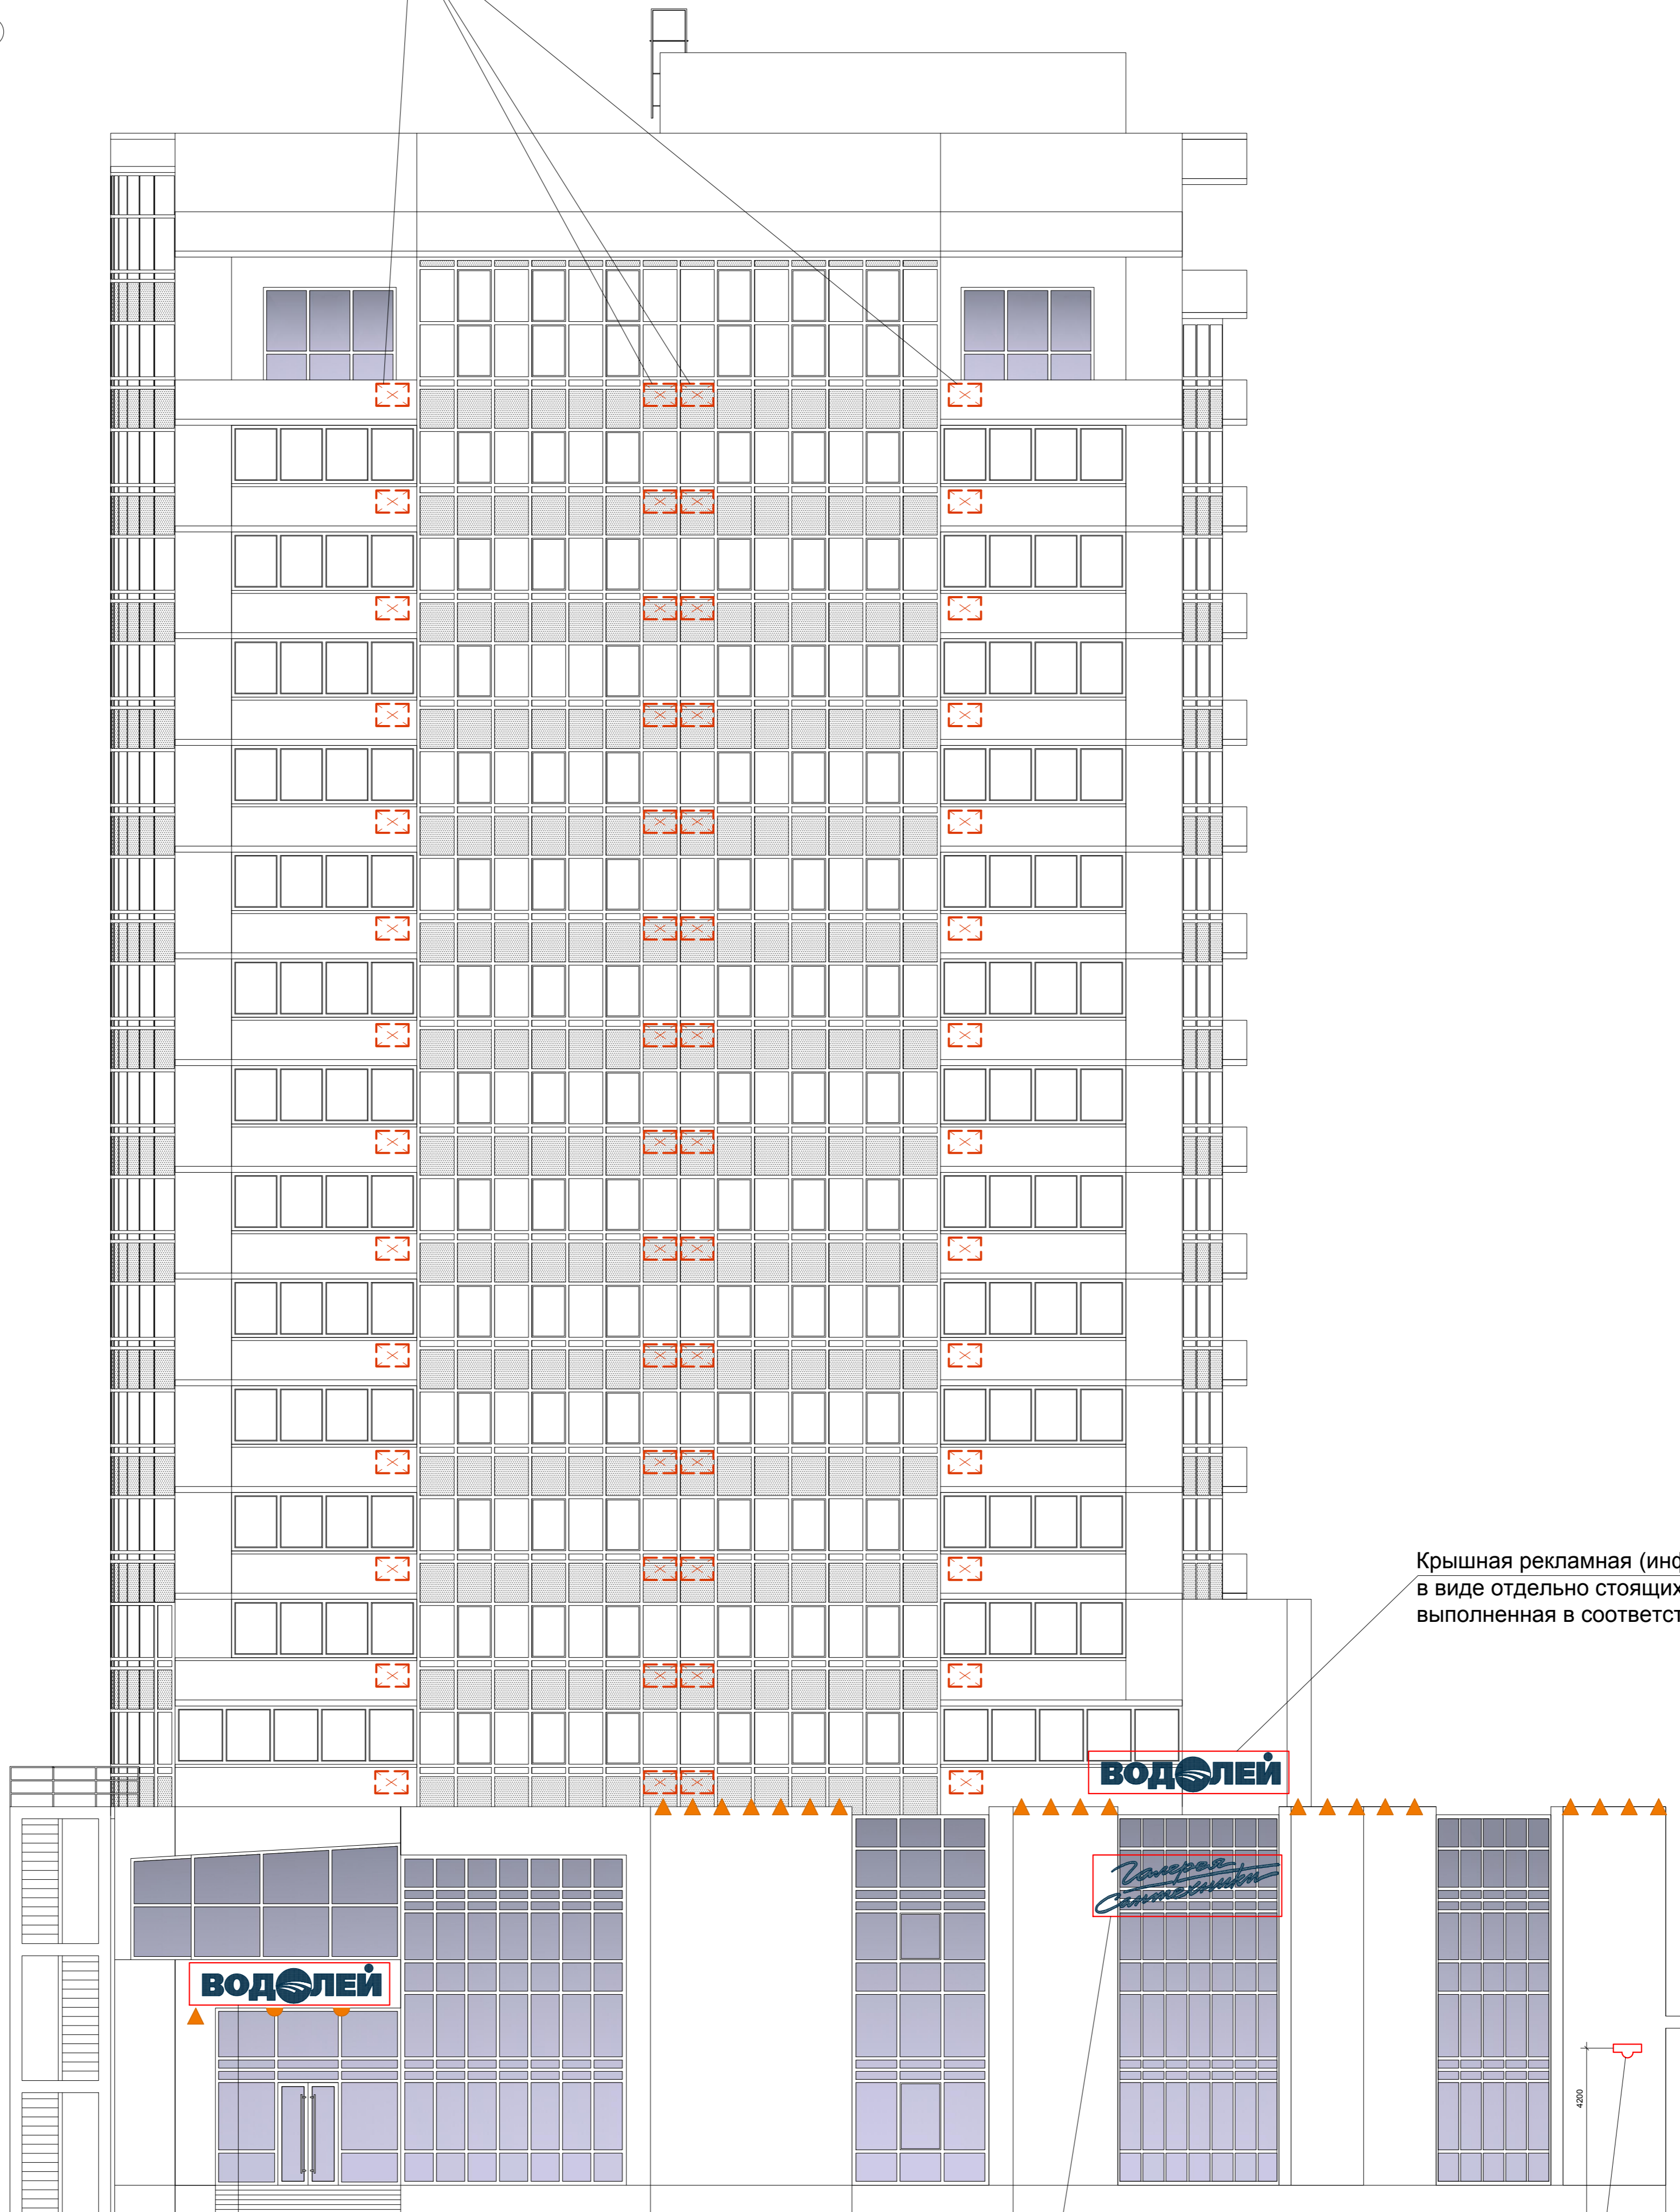 Крышная рекламная (инф
в виде отдельно стоящих
выполненная в соответст
ВОДОЛЕЙ
Галерея
Сантехники
ВОДОЛЕЙ
4200